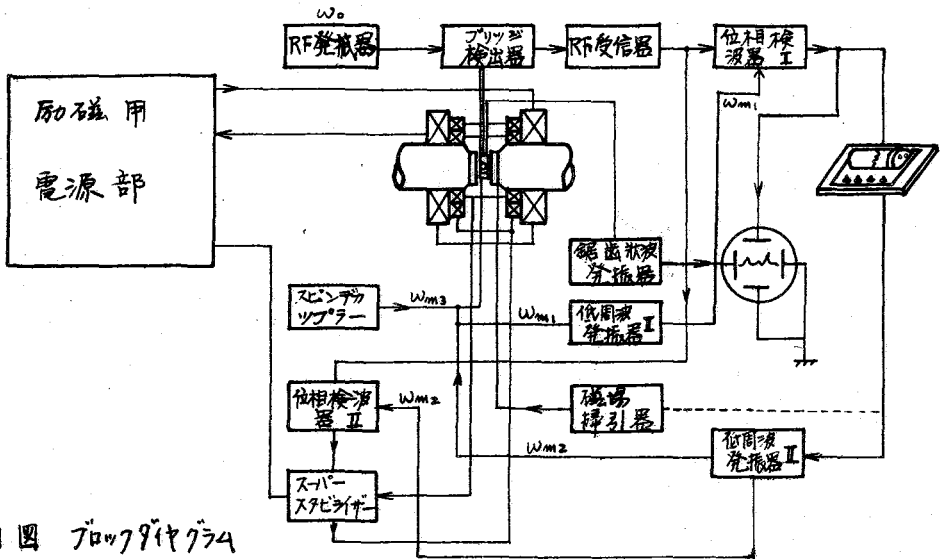 ω₀
RF発振器
ブリッジ
検出器
RF受信器
位相検
波器 I
励磁用
電源部
ωm₁
鋸歯状波
発振器
スピンデカ
ップラー
ωm₃
ωm₁
低周波
発振器 II
位相検波
器 II
ωm₂
磁場
掃引器
ωm₂
低周波
発振器 II
スーパー
スタビライザー
図 ブロックダイヤグラム